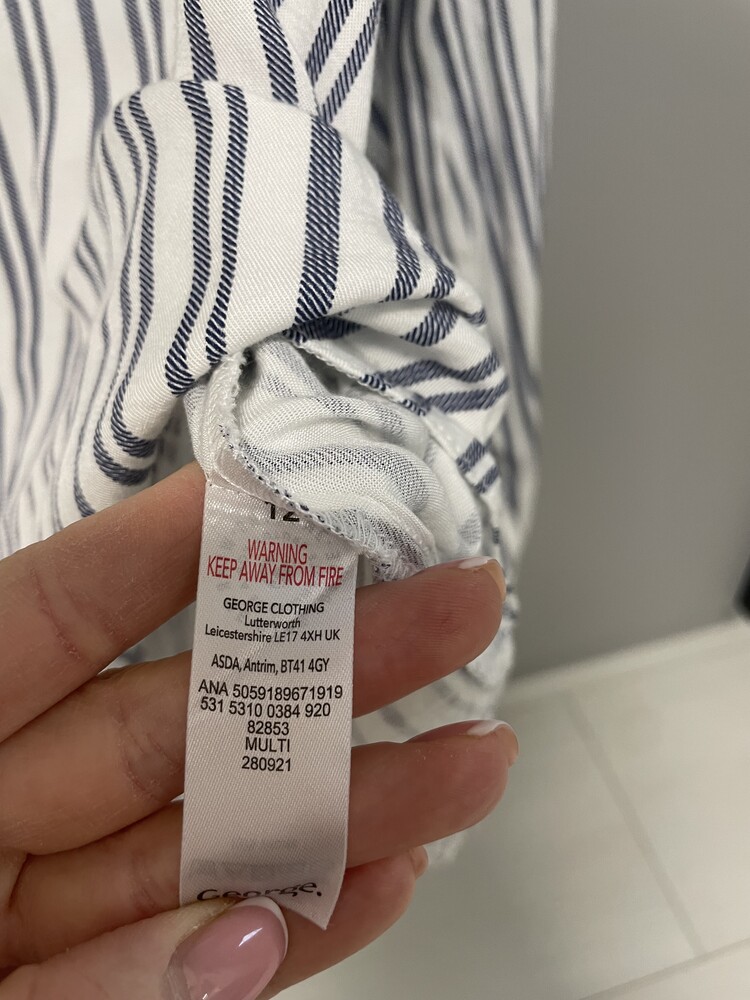 12
WARNING
KEEP AWAY FROM FIRE
GEORGE CLOTHING
Lutterworth
Leicestershire LE17 4XH UK
ASDA, Antrim, BT41 4GY
ANA 5059189671919
531 5310 0384 920
82853
MULTI
280921
George.